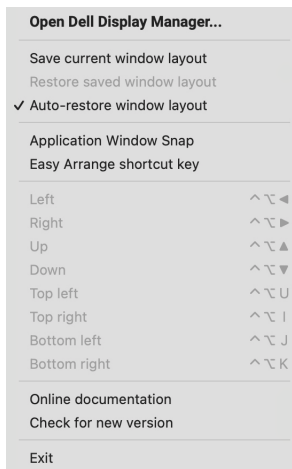 Open Dell Display Manager...
Save current window layout
Restore saved window layout
✓ Auto-restore window layout
Application Window Snap
Easy Arrange shortcut key
Left ⌃⌥◀
Right ⌃⌥▶
Up ⌃⌥▲
Down ⌃⌥▼
Top left ⌃⌥U
Top right ⌃⌥I
Bottom left ⌃⌥J
Bottom right ⌃⌥K
Online documentation
Check for new version
Exit